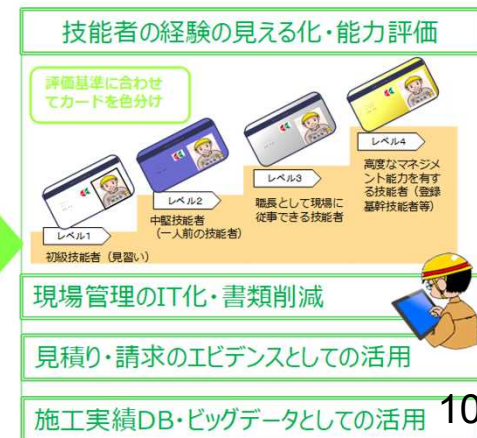 技能者の経験の見える化・能力評価
評価基準に合わせ
てカードを色分け
レベル4
高度なマネジメ
ント能力を有す
る技能者（登録
基幹技能者等）
レベル3
職長として現場に
従事できる技能者
レベル2
中堅技能者
（一人前の技能者）
レベル1
初級技能者（見習い）
現場管理のIT化・書類削減
見積り・請求のエビデンスとしての活用
施工実績DB・ビッグデータとしての活用
10